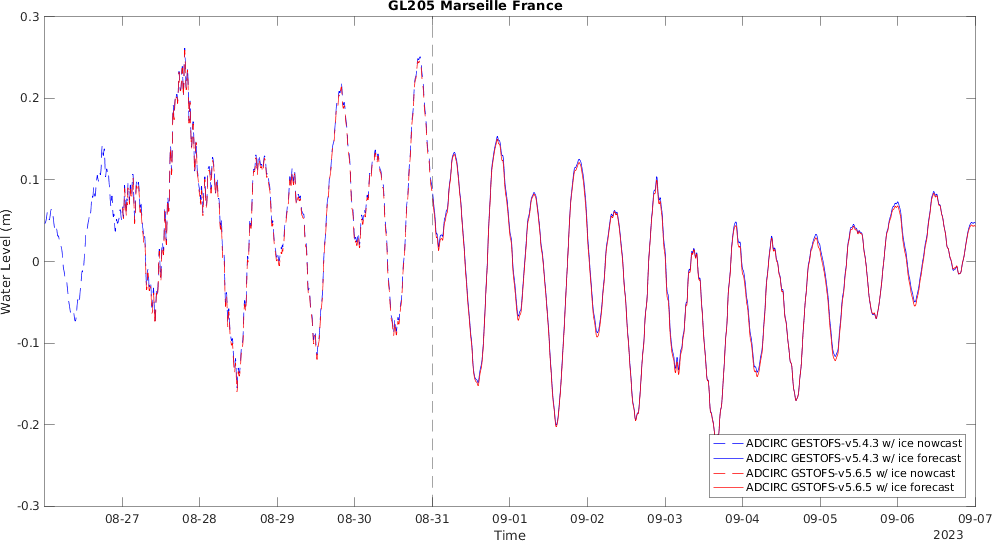 GL205 Marseille France
0.3
0.2
0.1
0
-0.1
-0.2
-0.3
Water Level (m)
ADCIRC GESTOFS-v5.4.3 w/ ice nowcast
ADCIRC GESTOFS-v5.4.3 w/ ice forecast
ADCIRC GSTOFS-v5.6.5 w/ ice nowcast
ADCIRC GSTOFS-v5.6.5 w/ ice forecast
08-27 08-28 08-29 08-30 08-31 09-01 09-02 09-03 09-04 09-05 09-06 09-07
Time
2023